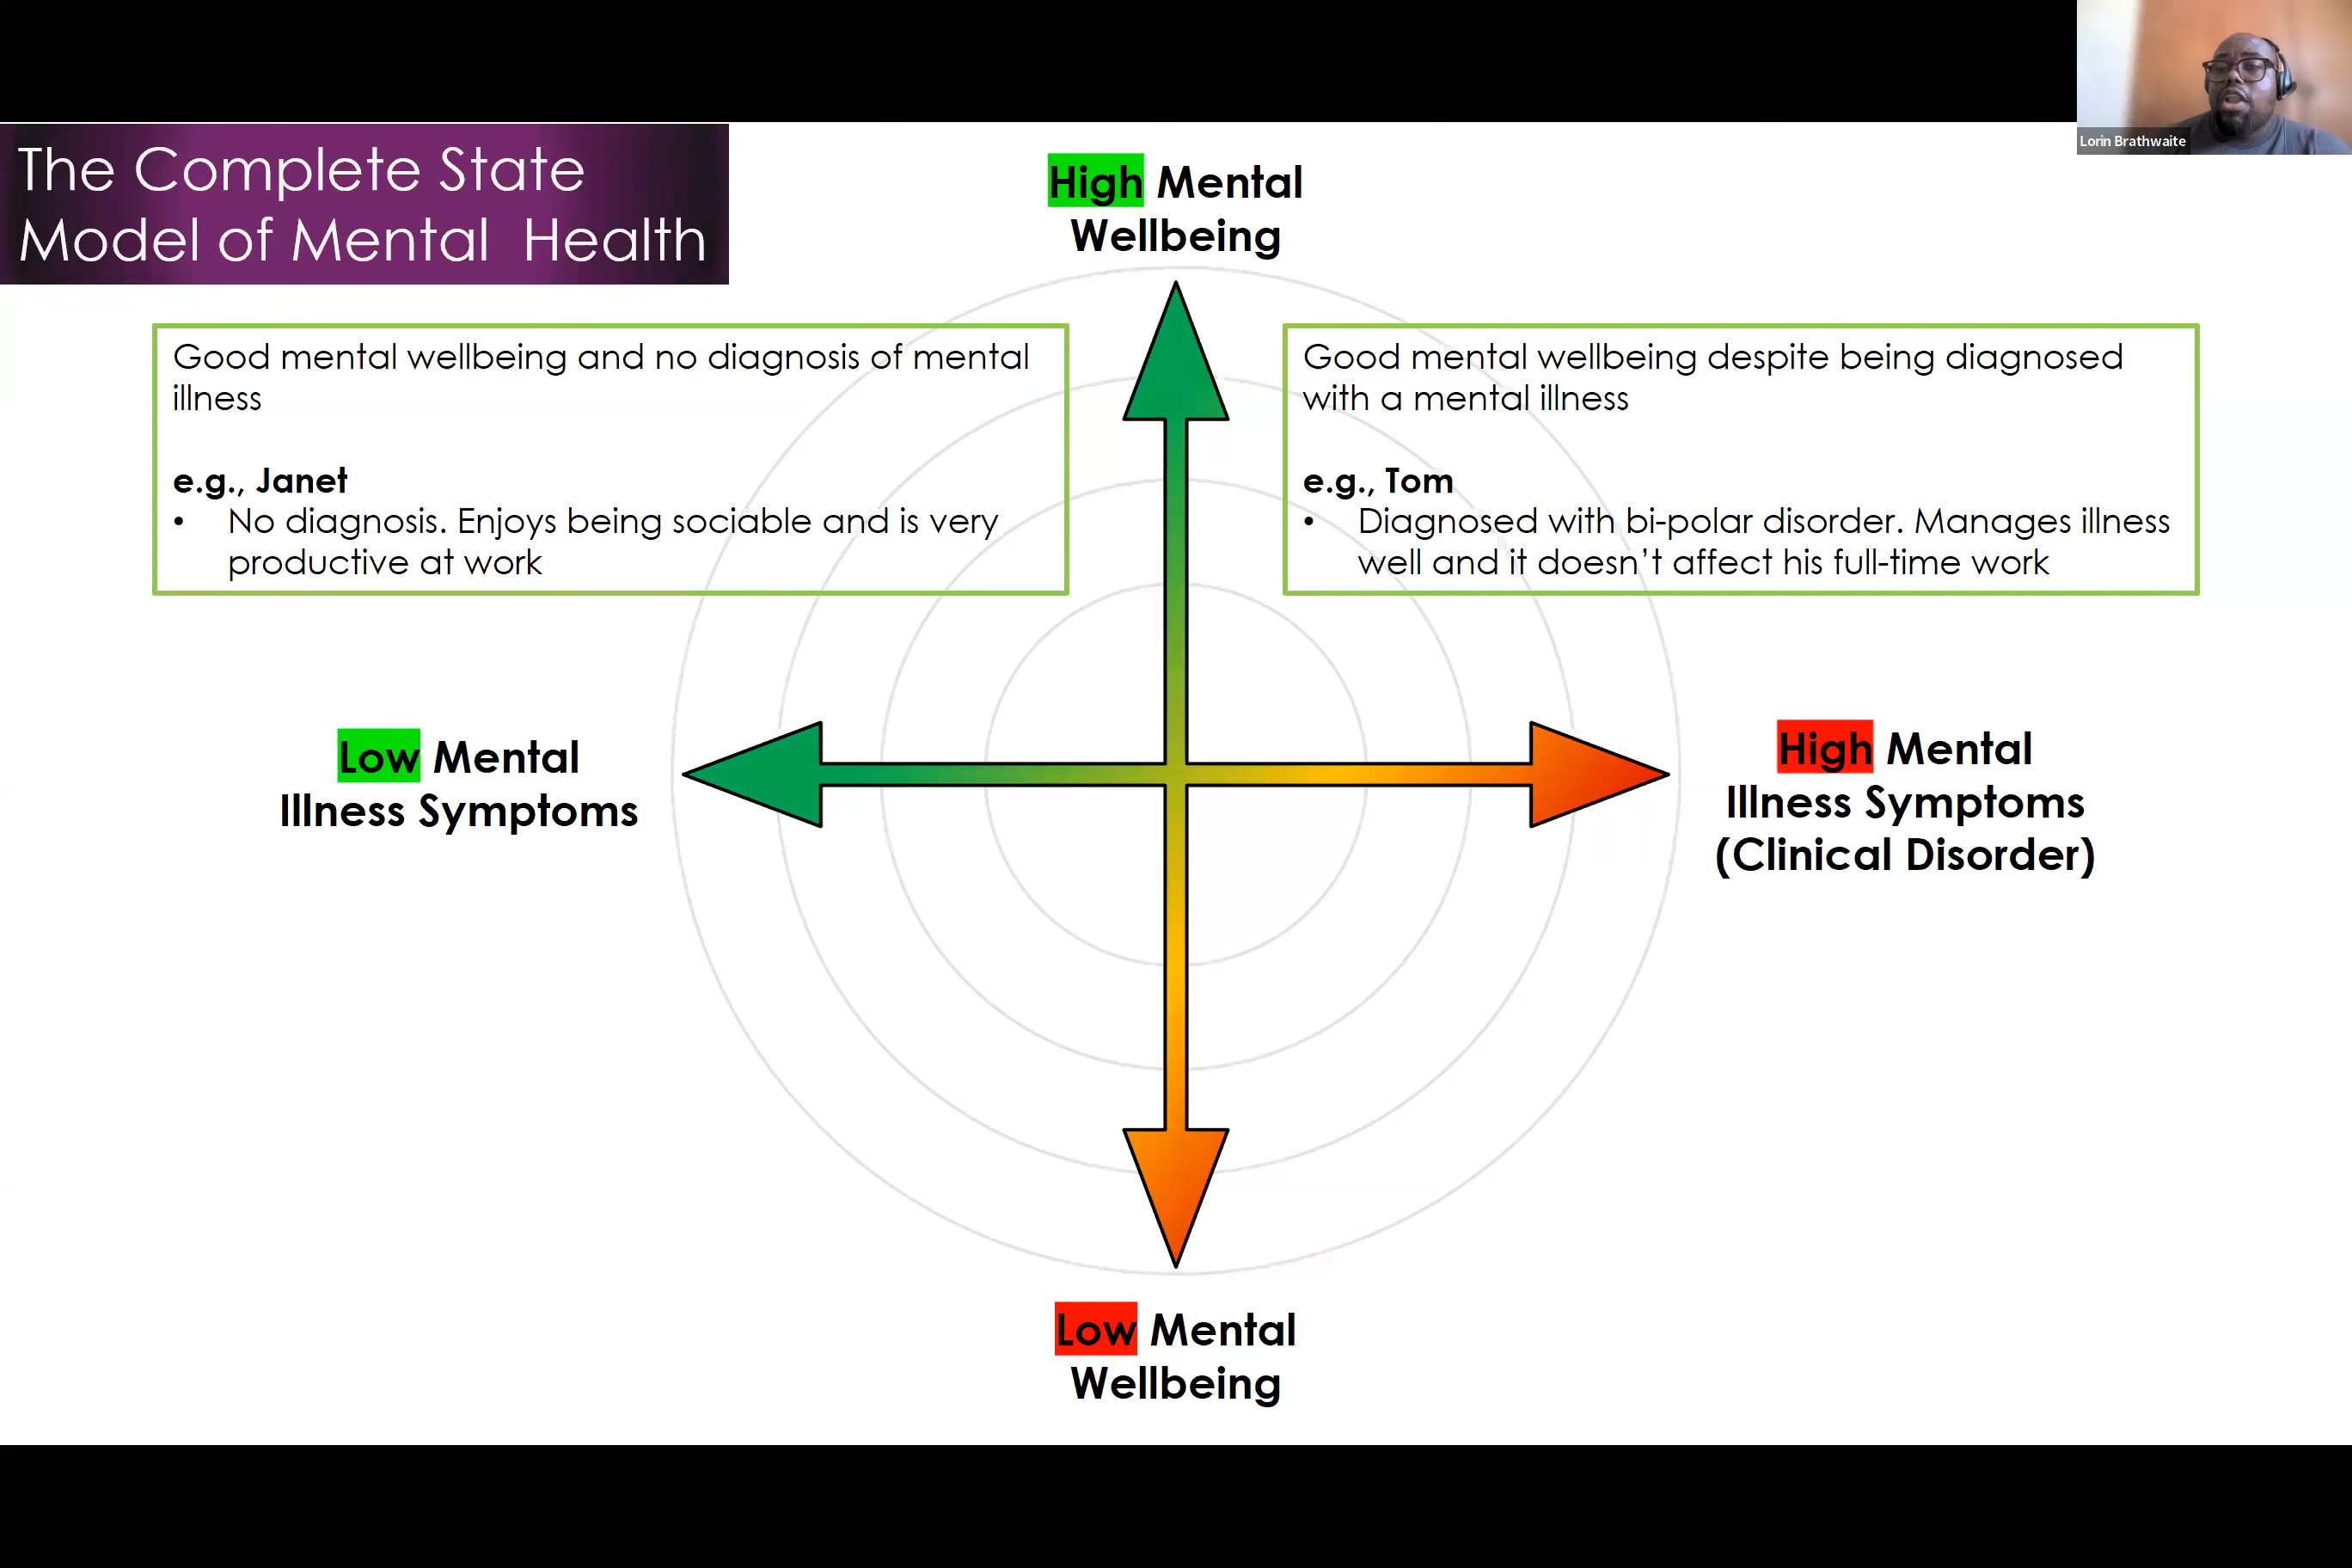 Lorin Brathwaite
The Complete State
Model of Mental Health
High Mental
Wellbeing
Good mental wellbeing and no diagnosis of mental
illness
e.g., Janet
• No diagnosis. Enjoys being sociable and is very
productive at work
Good mental wellbeing despite being diagnosed
with a mental illness
e.g., Tom
• Diagnosed with bi-polar disorder. Manages illness
well and it doesn’t affect his full-time work
Low Mental
Illness Symptoms
High Mental
Illness Symptoms
(Clinical Disorder)
Low Mental
Wellbeing